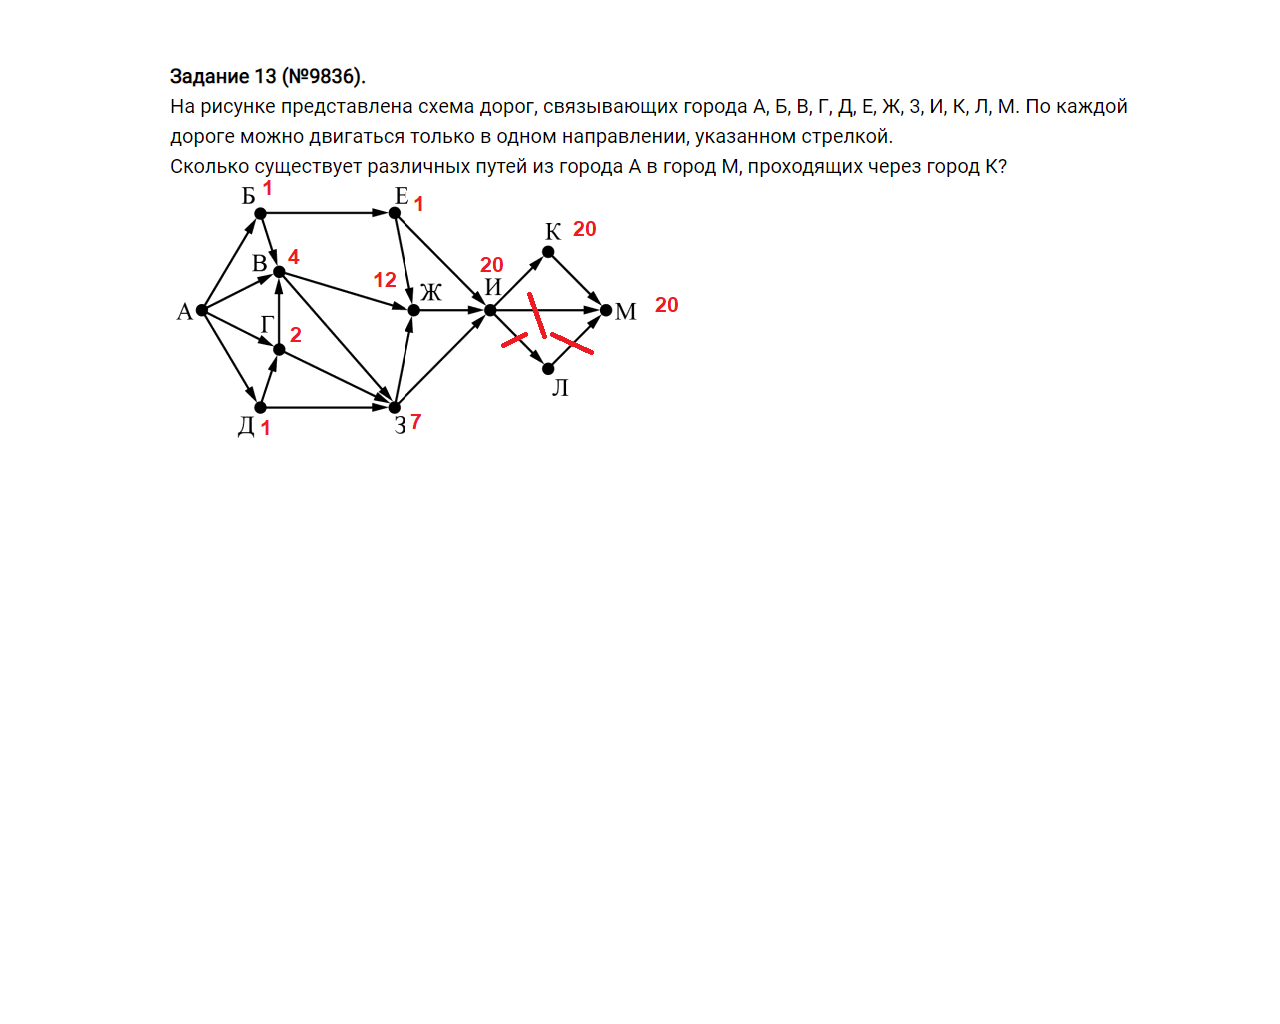 Задание 13 (№9836).
На рисунке представлена схема дорог, связывающих города А, Б, В, Г, Д, Е, Ж, З, И, К, Л, М. По каждой
дороге можно двигаться только в одном направлении, указанном стрелкой.
Сколько существует различных путей из города А в город М, проходящих через город К?
Б 1
Е 1
К 20
В 4
20
12
И
Ж
А
Г 2
М 20
Л
Д 1
З 7